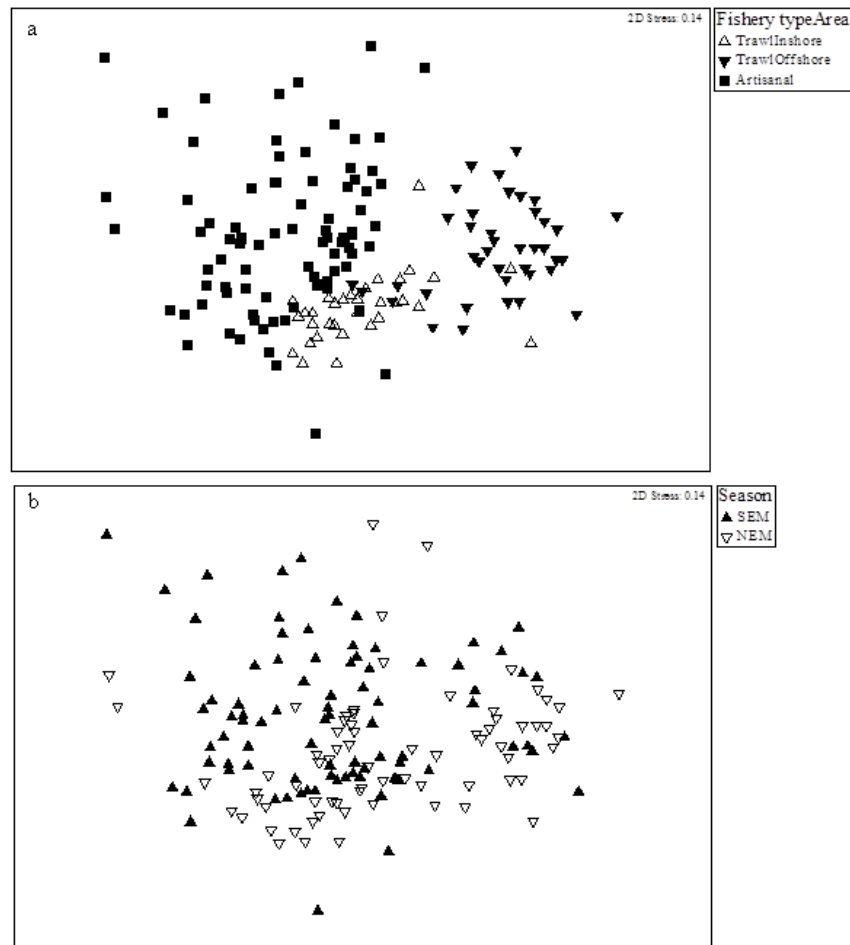 a
2D Stress: 0.14
Fishery typeArea
TrawlInshore
TrawlOffshore
Artisanal
b
2D Stress: 0.14
Season
SEM
NEM